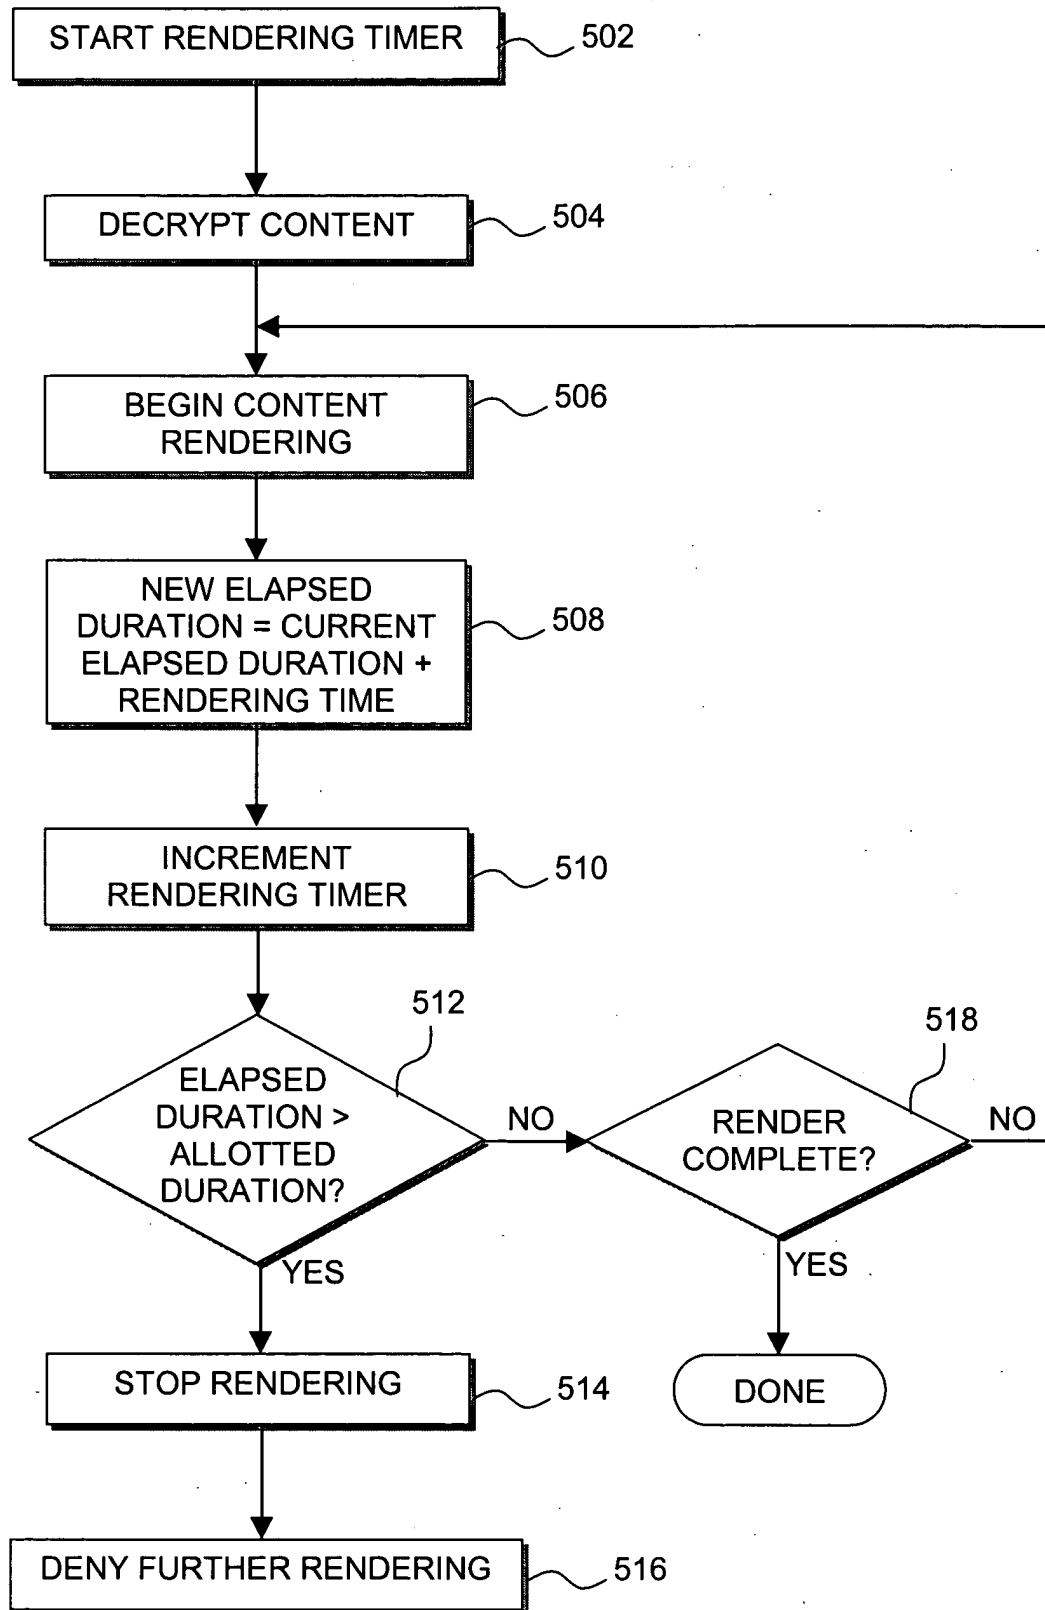 START RENDERING TIMER
502
DECRYPT CONTENT
504
BEGIN CONTENT
RENDERING
506
NEW ELAPSED
DURATION = CURRENT
ELAPSED DURATION +
RENDERING TIME
508
INCREMENT
RENDERING TIMER
510
512
ELAPSED
DURATION >
ALLOTTED
DURATION?
NO
518
RENDER
COMPLETE?
NO
YES
YES
STOP RENDERING
514
DONE
DENY FURTHER RENDERING
516